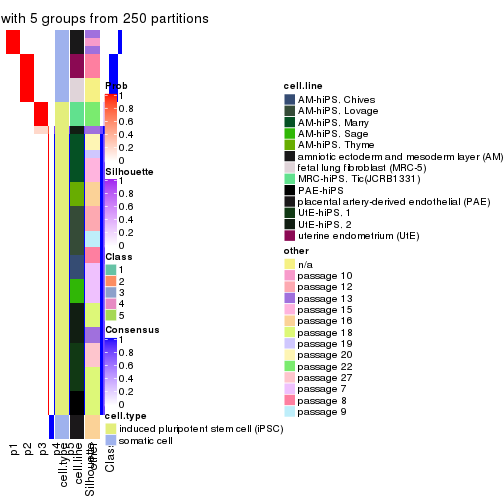 with 5 groups from 250 partitions
Prob
1
0.8
0.6
0.4
0.2
0
Silhouette
1
0.8
0.6
0.4
0.2
0
Class
1
2
3
4
5
Consensus
1
0.8
0.6
0.4
0.2
0
cell.type
induced pluripotent stem cell (iPSC)
somatic cell
cell.line
AM-hiPS. Chives
AM-hiPS. Lovage
AM-hiPS. Marry
AM-hiPS. Sage
AM-hiPS. Thyme
amniotic ectoderm and mesoderm layer (AM)
fetal lung fibroblast (MRC-5)
MRC-hiPS. Tic(JCRB1331)
PAE-hiPS
placental artery-derived endothelial (PAE)
UtE-hiPS. 1
UtE-hiPS. 2
uterine endometrium (UtE)
other
n/a
passage 10
passage 12
passage 13
passage 15
passage 16
passage 18
passage 19
passage 20
passage 22
passage 27
passage 7
passage 8
passage 9
p1
p2
p3
p4
p5
cell.type
cell.line
Silhouette
other
Class